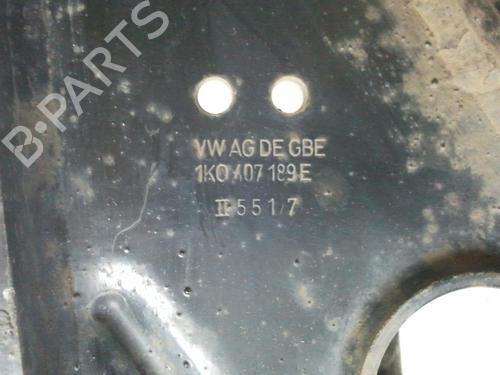 B-PARTS
VW AG DE GBE
1K0 407 189 E
II 551/7